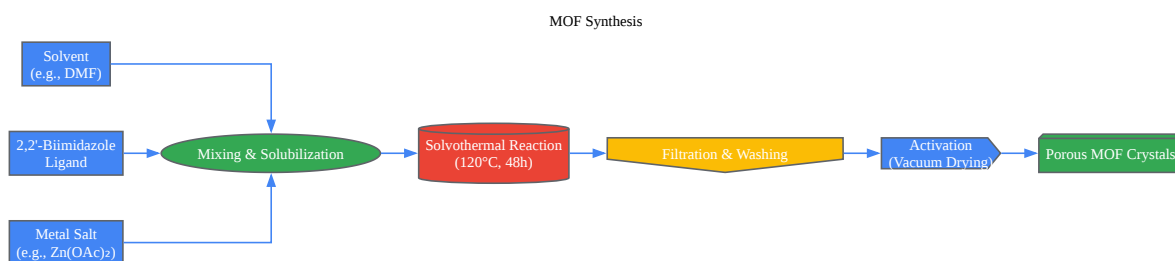 MOF Synthesis
Solvent
(e.g., DMF)
2,2'-Biimidazole
Ligand
Metal Salt
(e.g., Zn(OAc)₂)
Mixing & Solubilization
Solvothermal Reaction
(120°C, 48h)
Filtration & Washing
Activation
(Vacuum Drying)
Porous MOF Crystals